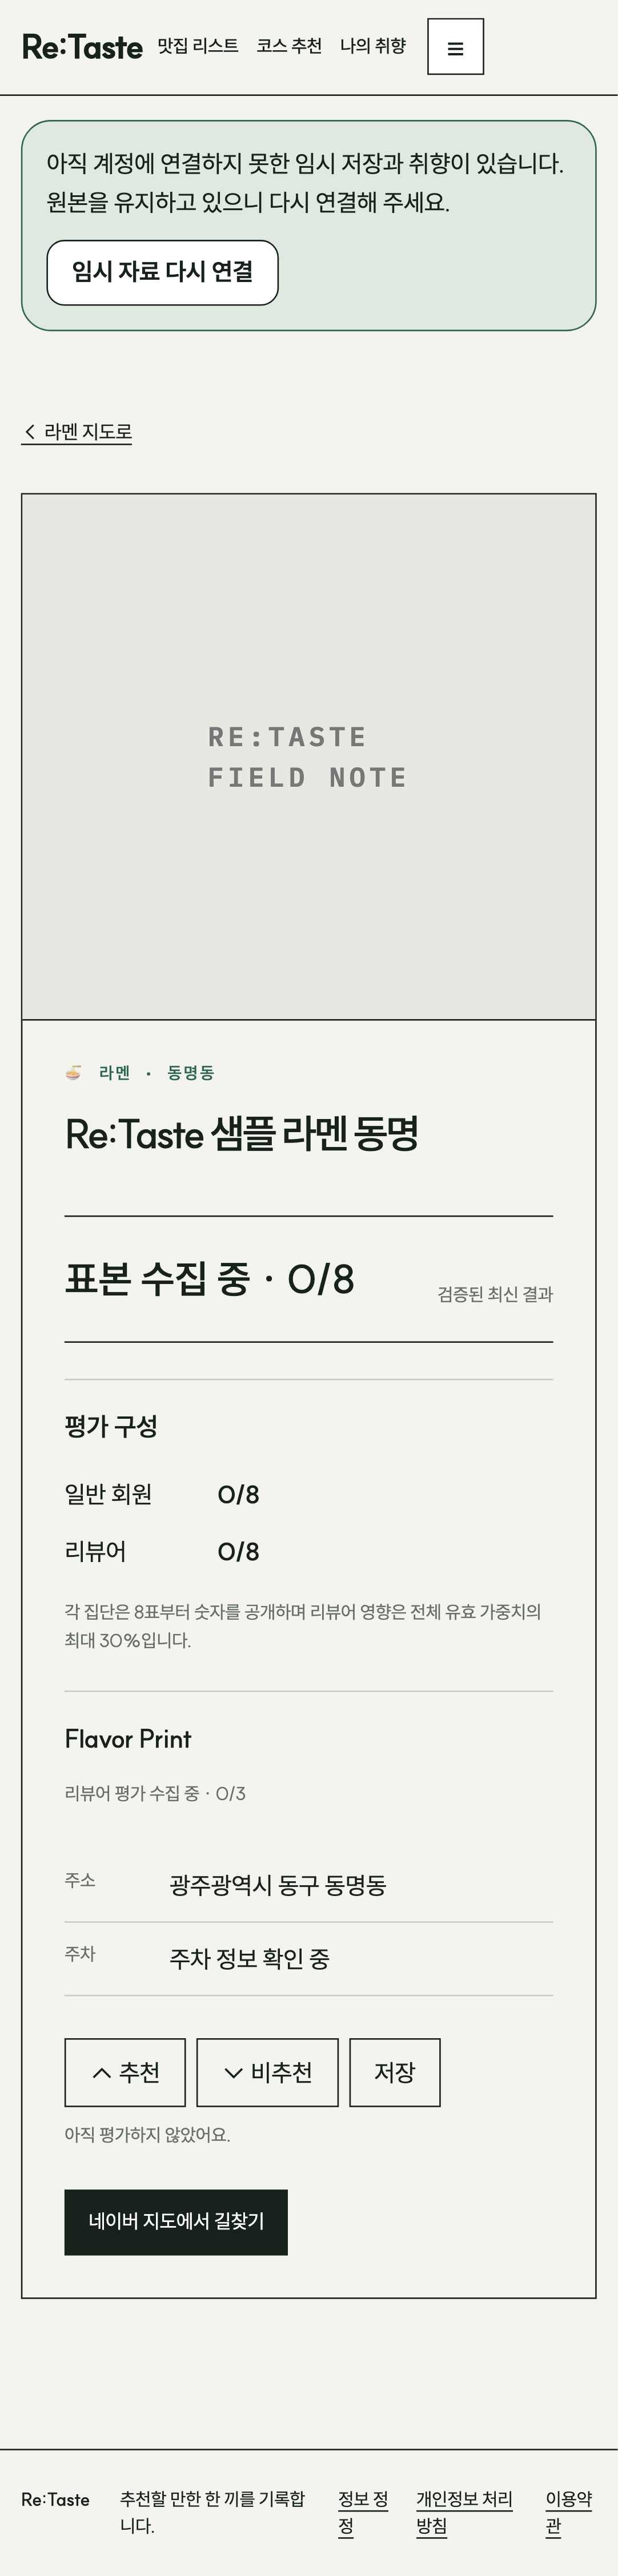 Re:Taste 맛집 리스트 코스 추천 나의 취향
아직 계정에 연결하지 못한 임시 저장과 취향이 있습니다.
원본을 유지하고 있으니 다시 연결해 주세요.
임시 자료 다시 연결
라멘 지도로
RE:TASTE
FIELD NOTE
라멘 · 동명동
Re:Taste 샘플 라멘 동명
표본 수집 중 · 0/8 검증된 최신 결과
평가 구성
일반 회원 0/8
리뷰어 0/8
각 집단은 8표부터 숫자를 공개하며 리뷰어 영향은 전체 유효 가중치의
최대 30%입니다.
Flavor Print
리뷰어 평가 수집 중 · 0/3
주소 광주광역시 동구 동명동
주차 주차 정보 확인 중
추천 비추천 저장
아직 평가하지 않았어요.
네이버 지도에서 길찾기
Re:Taste 추천할 만한 한 끼를 기록합 정보 정 개인정보 처리 이용약
니다. 정 방침 관